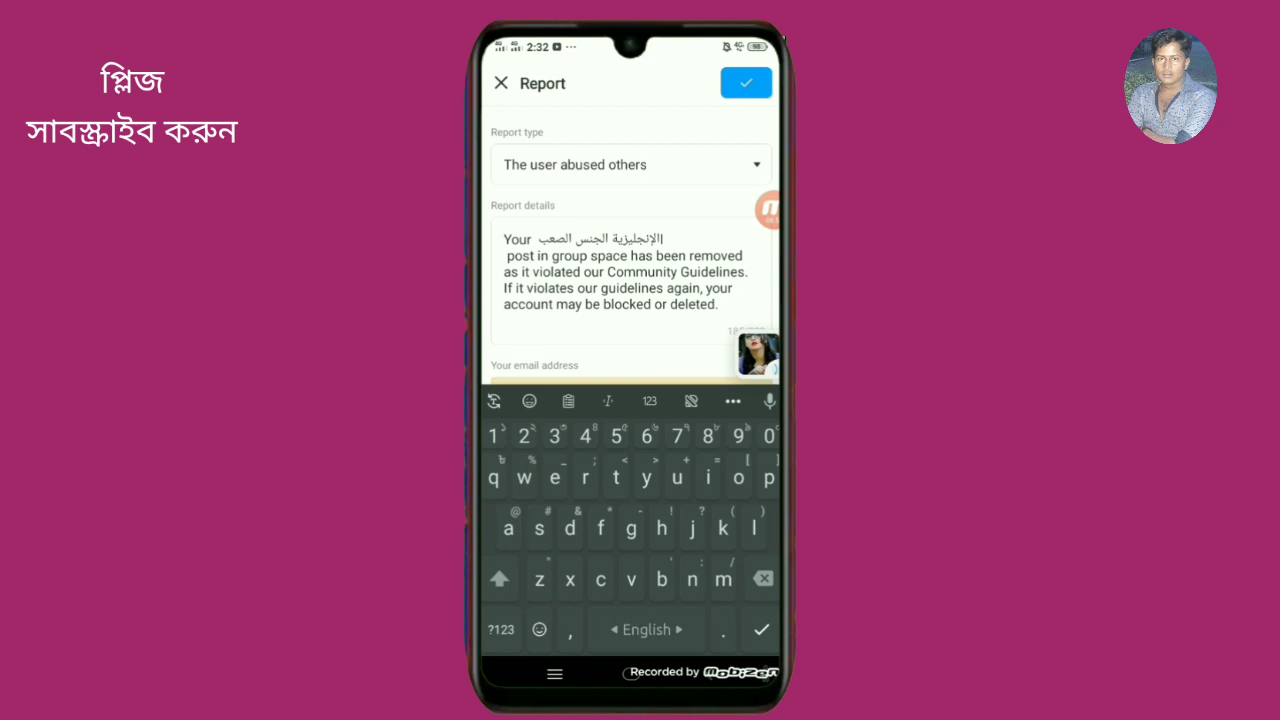 প্লিজ
সাবস্ক্রাইব করুন
2:32
Report
Report type
The user abused others
Report details
Your الإنجليزية الجنس الصعب
post in group space has been removed
as it violated our Community Guidelines.
If it violates our guidelines again, your
account may be blocked or deleted.
Your email address
123
1 2 3 4 5 6 7 8 9 0
q w e r t y u i o p
a s d f g h j k l
z x c v b n m
?123 , English .
Recorded by Mobizen